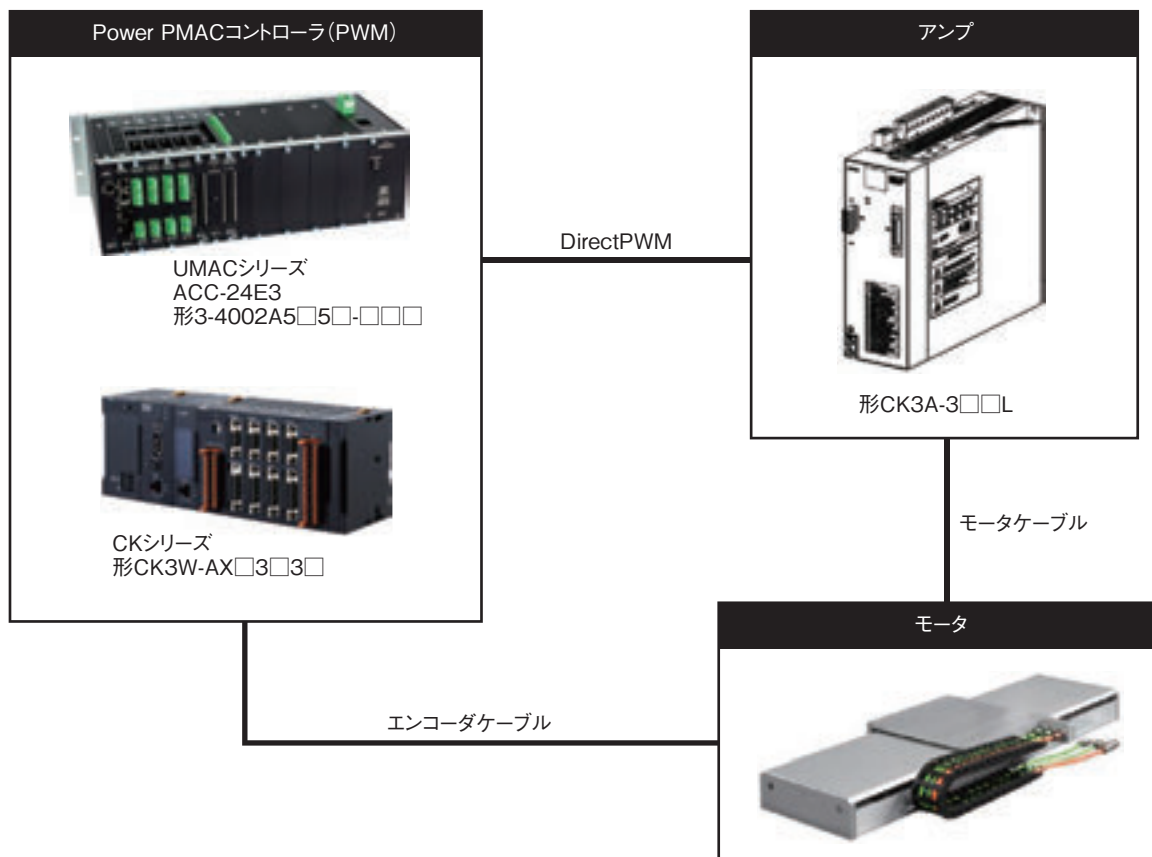 Power PMACコントローラ（PWM）
UMACシリーズ
ACC-24E3
形3-4002A5□5□-□□□
CKシリーズ
形CK3W-AX□3□3□
DirectPWM
アンプ
形CK3A-3□□L
モータケーブル
モータ
エンコーダケーブル